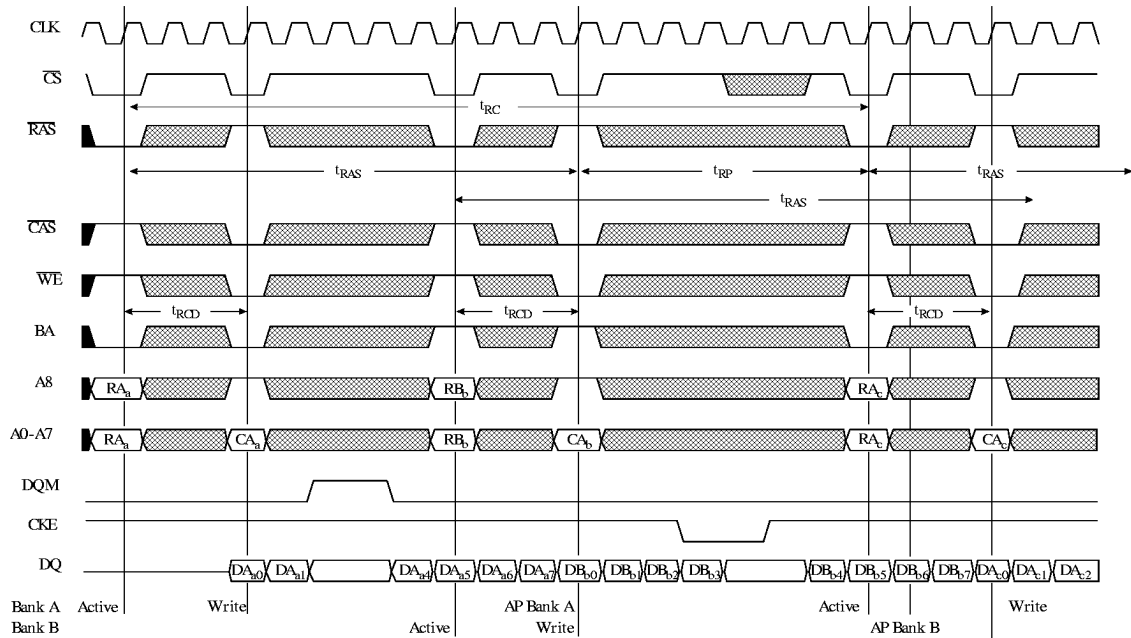 CLK
CS
tRC
RAS
tRAS tRP tRAS
tRAS
CAS
WE
tRCD tRCD tRCD
BA
A8 RAa RBb RAc
A0-A7 RAa CAa RBb CAb RAc CAc
DQM
CKE
DQ DAa0 DAa1 DAa4 DAa5 DAa6 DAa7 DBb0 DBb1 DBb2 DBb3 DBb4 DBb5 DBb6 DBb7 DAc0 DAc1 DAc2
Bank A Active Write AP Bank A Active Write
Bank B Active Write AP Bank B